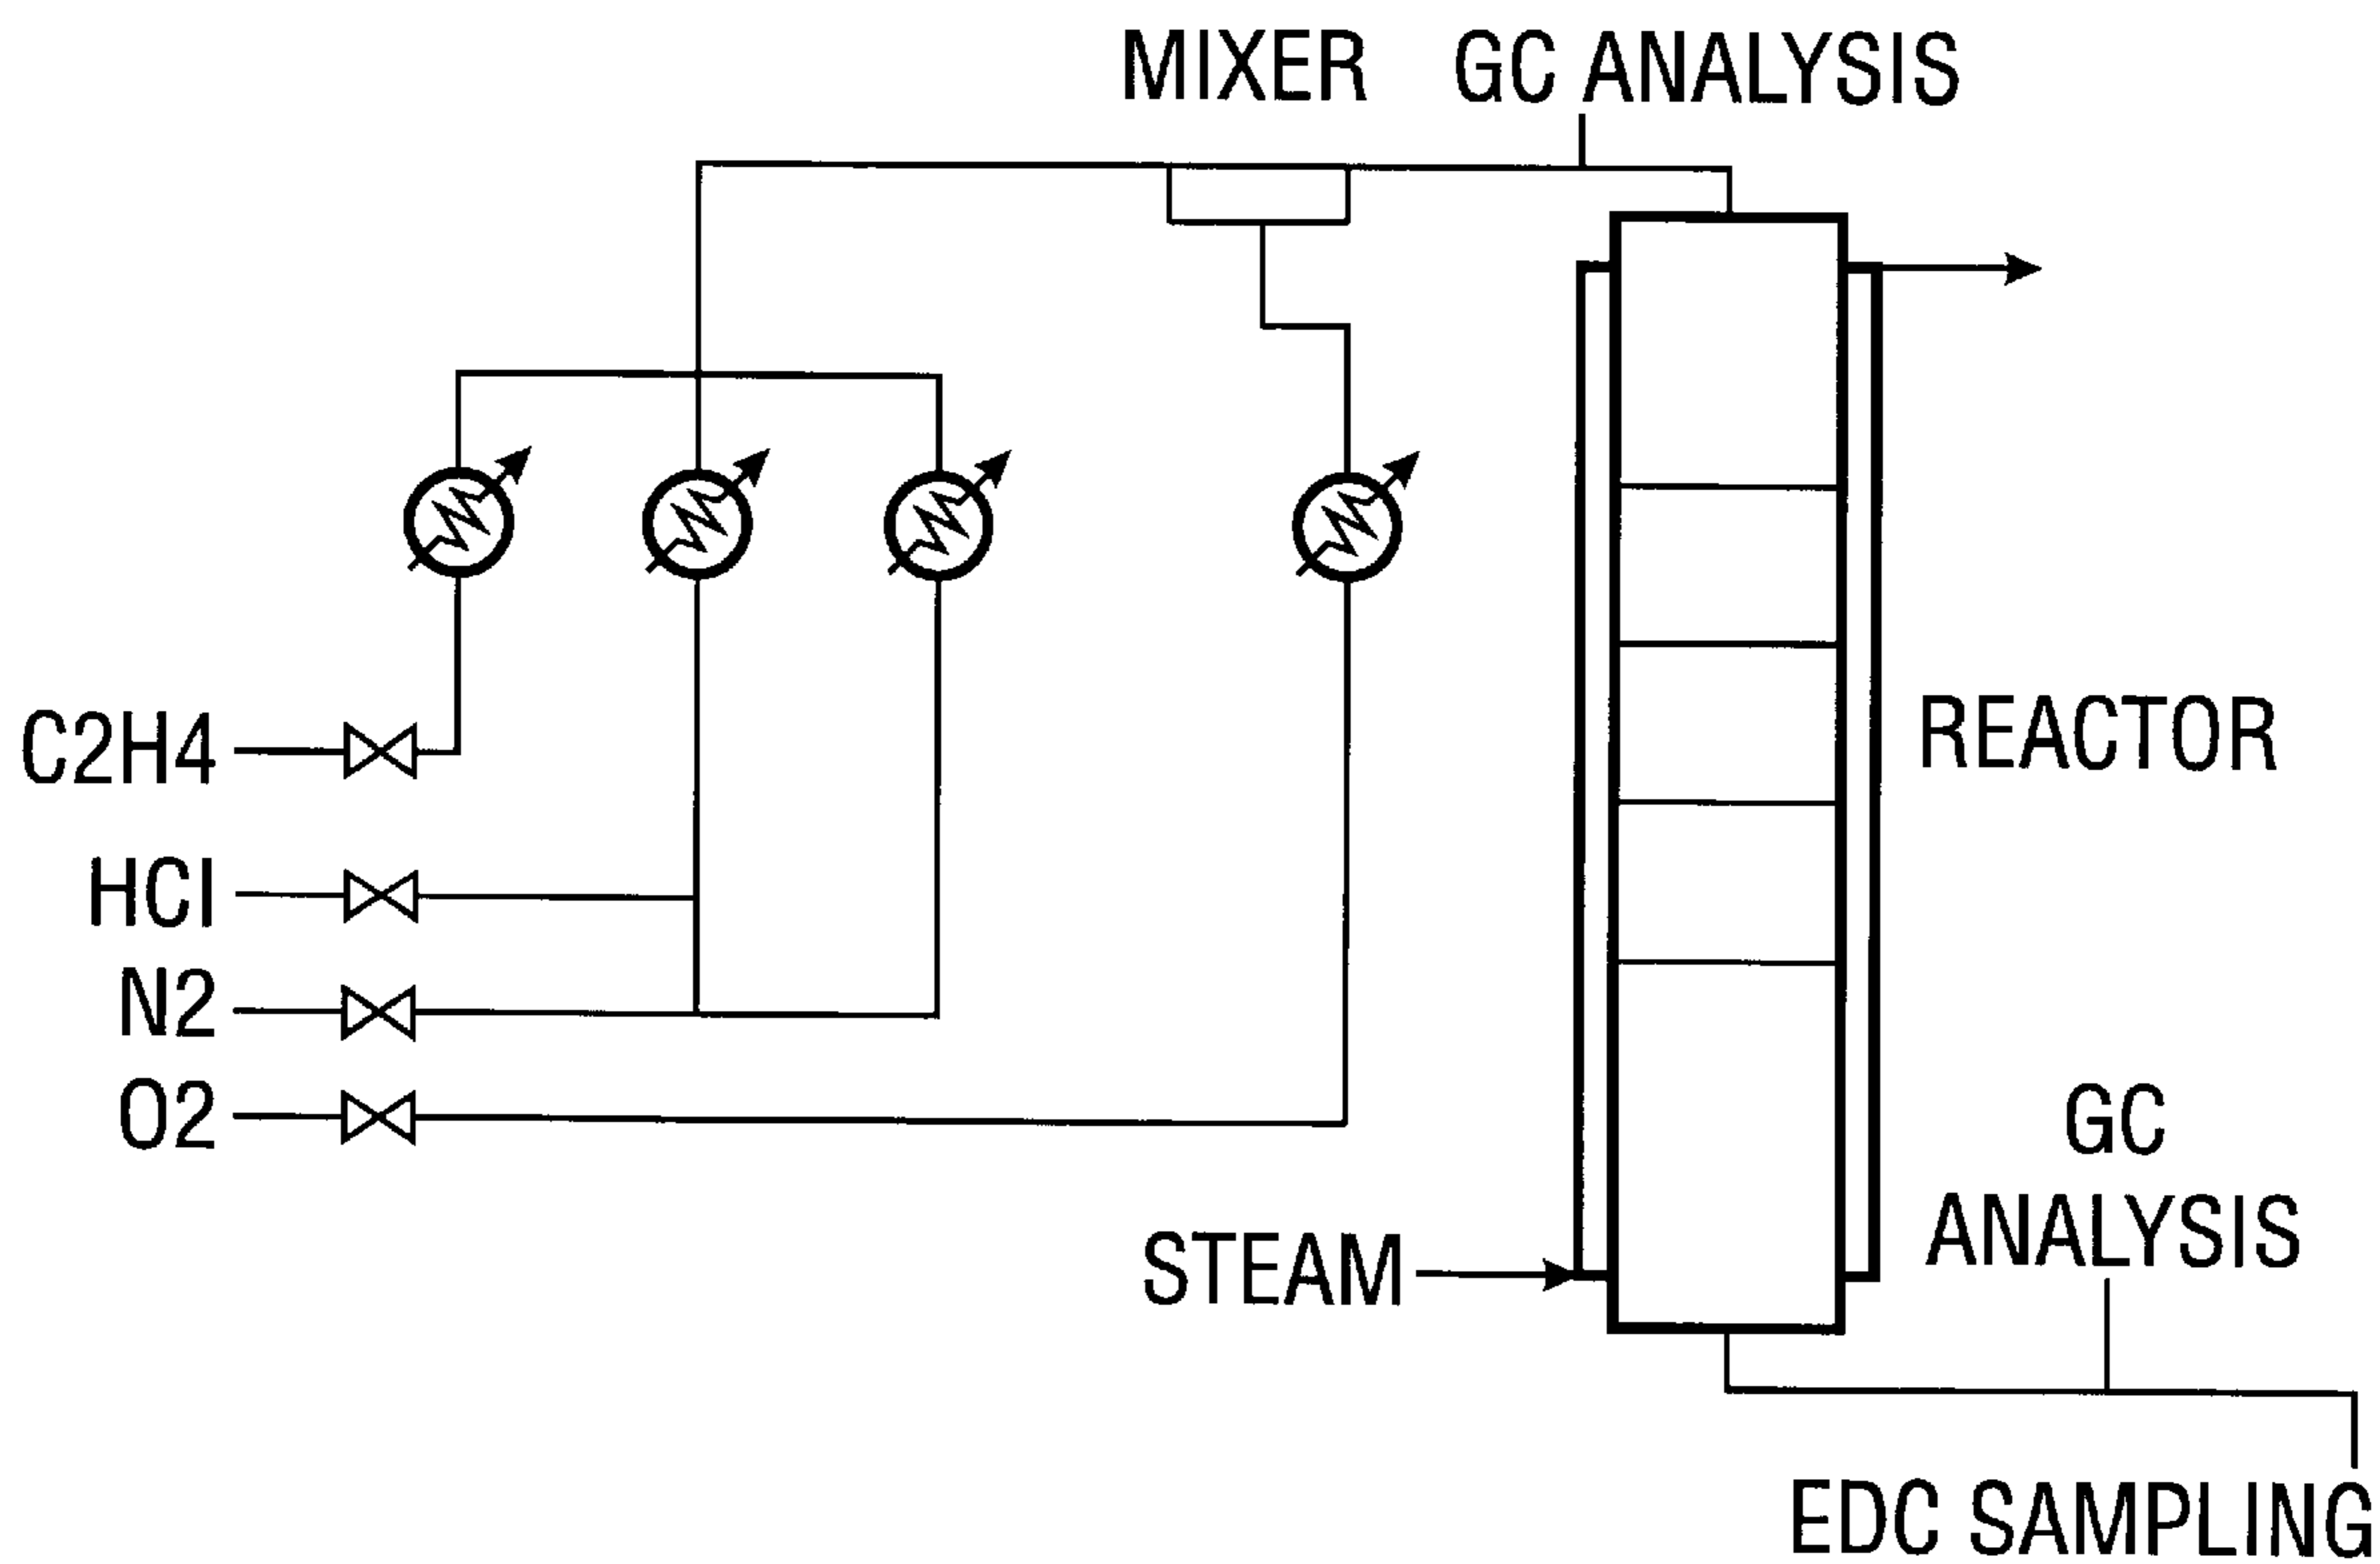 MIXER
GC ANALYSIS
C2H4
HCl
N2
O2
REACTOR
STEAM
GC
ANALYSIS
EDC SAMPLING